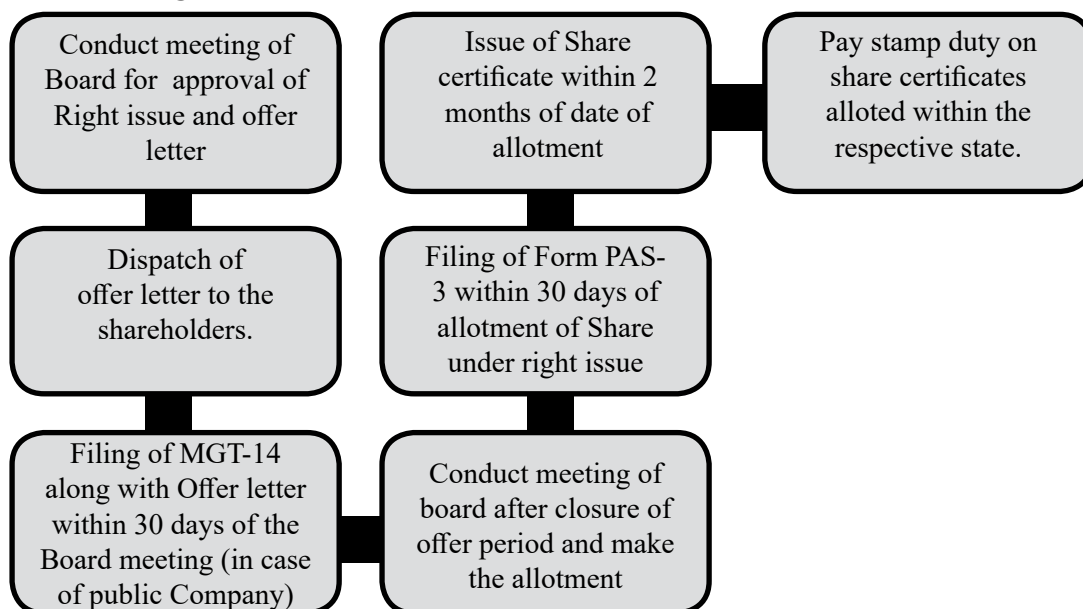 Conduct meeting of
Board for approval of
Right issue and offer
letter
Dispatch of
offer letter to the
shareholders.
Filing of MGT-14
along with Offer letter
within 30 days of the
Board meeting (in case
of public Company)
Conduct meeting of
board after closure of
offer period and make
the allotment
Filing of Form PAS-
3 within 30 days of
allotment of Share
under right issue
Issue of Share
certificate within 2
months of date of
allotment
Pay stamp duty on
share certificates
alloted within the
respective state.